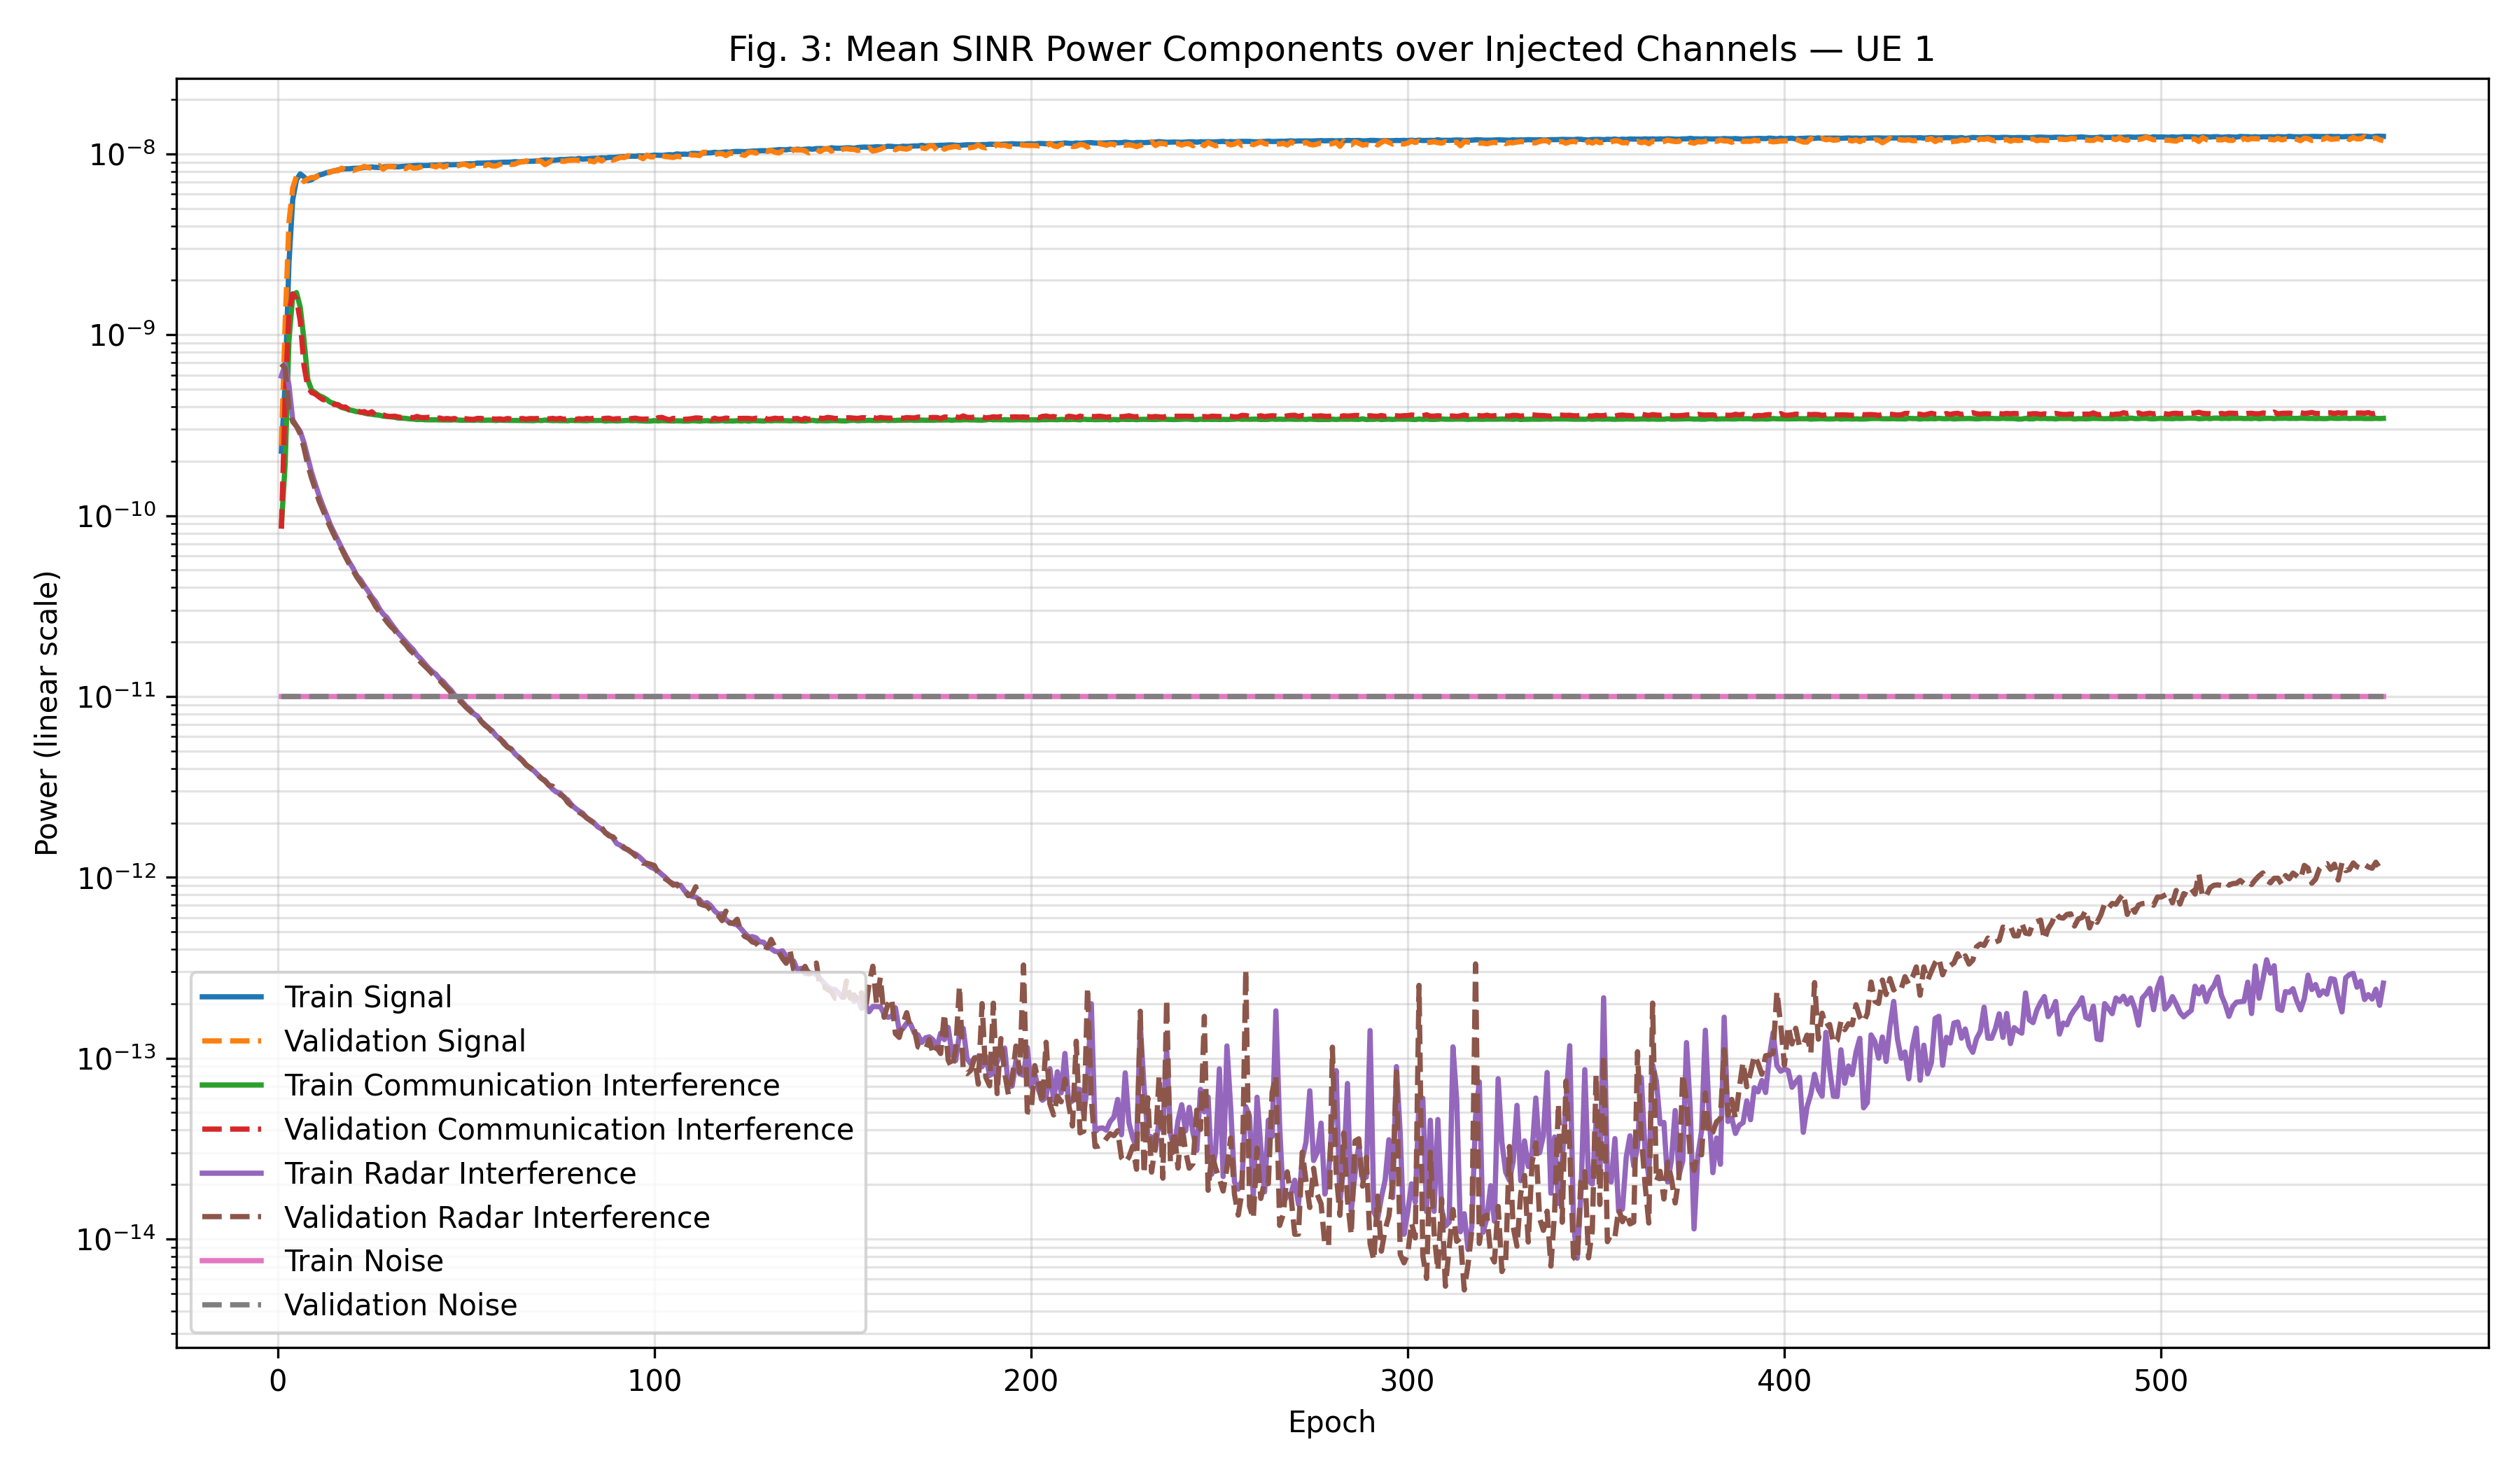 Fig. 3: Mean SINR Power Components over Injected Channels — UE 1
Power (linear scale)
10⁻⁸
10⁻⁹
10⁻¹⁰
10⁻¹¹
10⁻¹²
10⁻¹³
10⁻¹⁴
Train Signal
Validation Signal
Train Communication Interference
Validation Communication Interference
Train Radar Interference
Validation Radar Interference
Train Noise
Validation Noise
0 100 200 300 400 500
Epoch